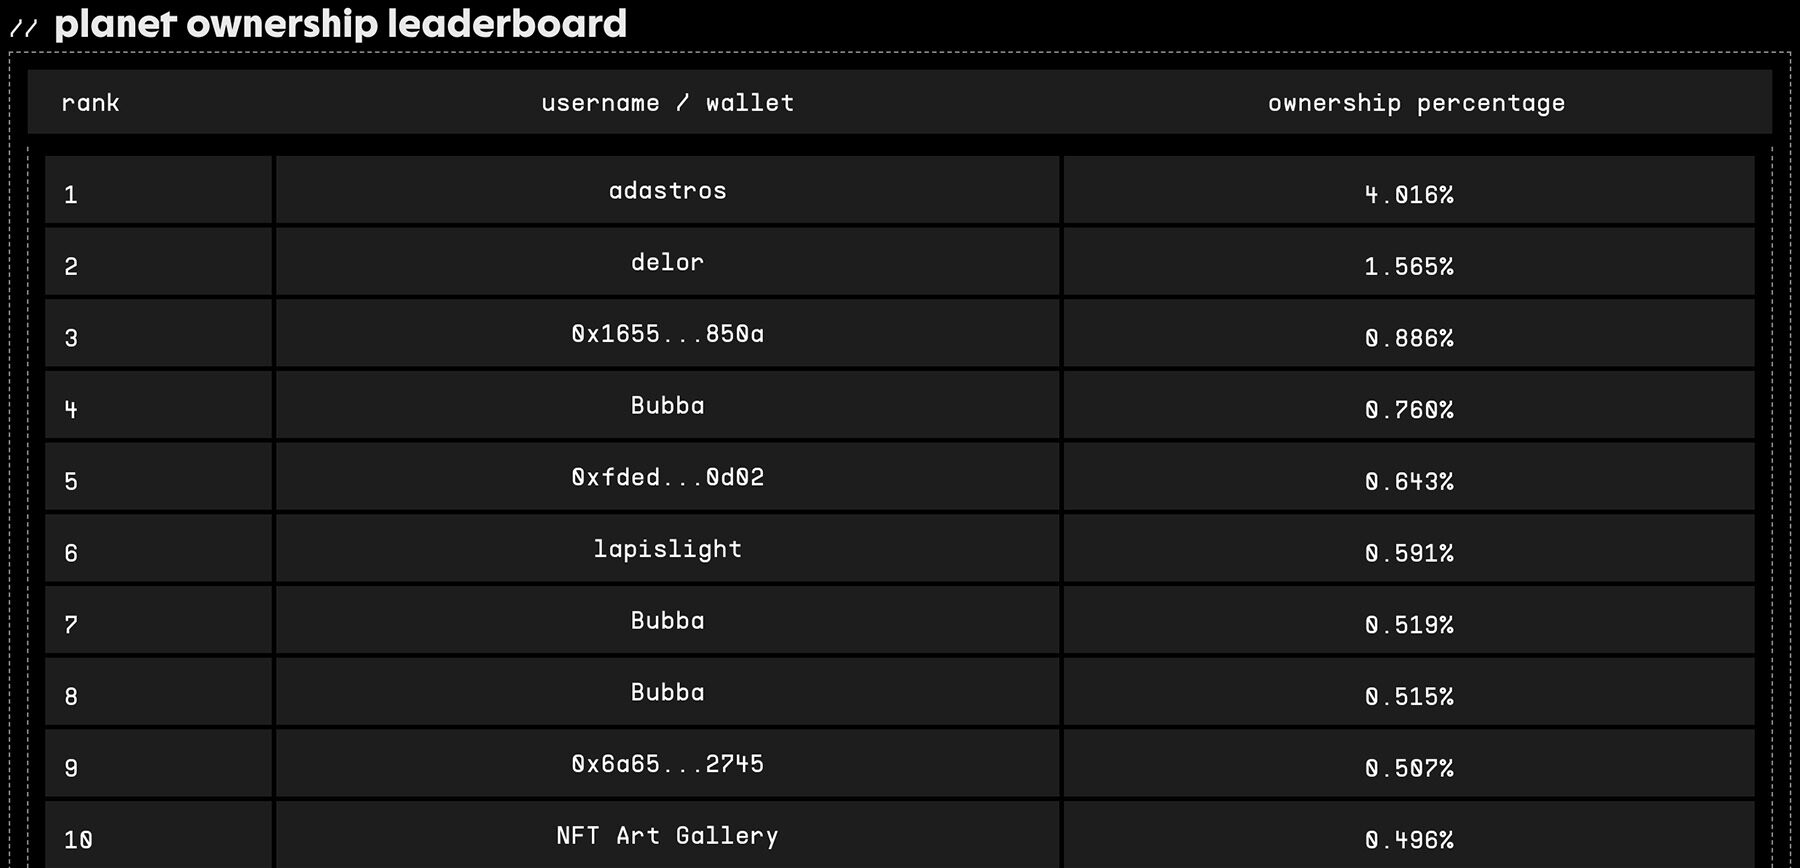 // planet ownership leaderboard
rank username / wallet ownership percentage
1 adastros 4.016%
2 delor 1.565%
3 0x1655...850a 0.886%
4 Bubba 0.760%
5 0xfded...0d02 0.643%
6 lapislight 0.591%
7 Bubba 0.519%
8 Bubba 0.515%
9 0x6a65...2745 0.507%
10 NFT Art Gallery 0.496%